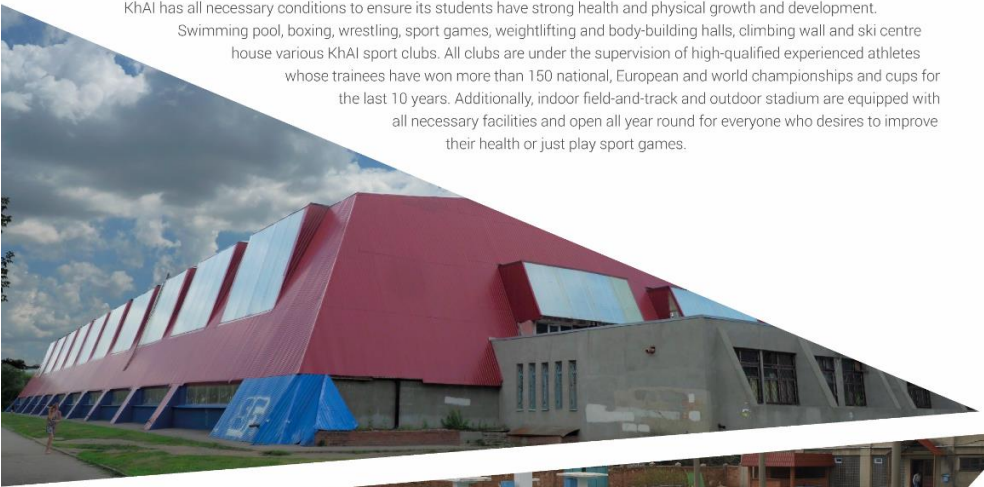 KhAI has all necessary conditions to ensure its students have strong health and physical growth and development.
Swimming pool, boxing, wrestling, sport games, weightlifting and body-building halls, climbing wall and ski centre
house various KhAI sport clubs. All clubs are under the supervision of high-qualified experienced athletes
whose trainees have won more than 150 national, European and world championships and cups for
the last 10 years. Additionally, indoor field-and-track and outdoor stadium are equipped with
all necessary facilities and open all year round for everyone who desires to improve
their health or just play sport games.